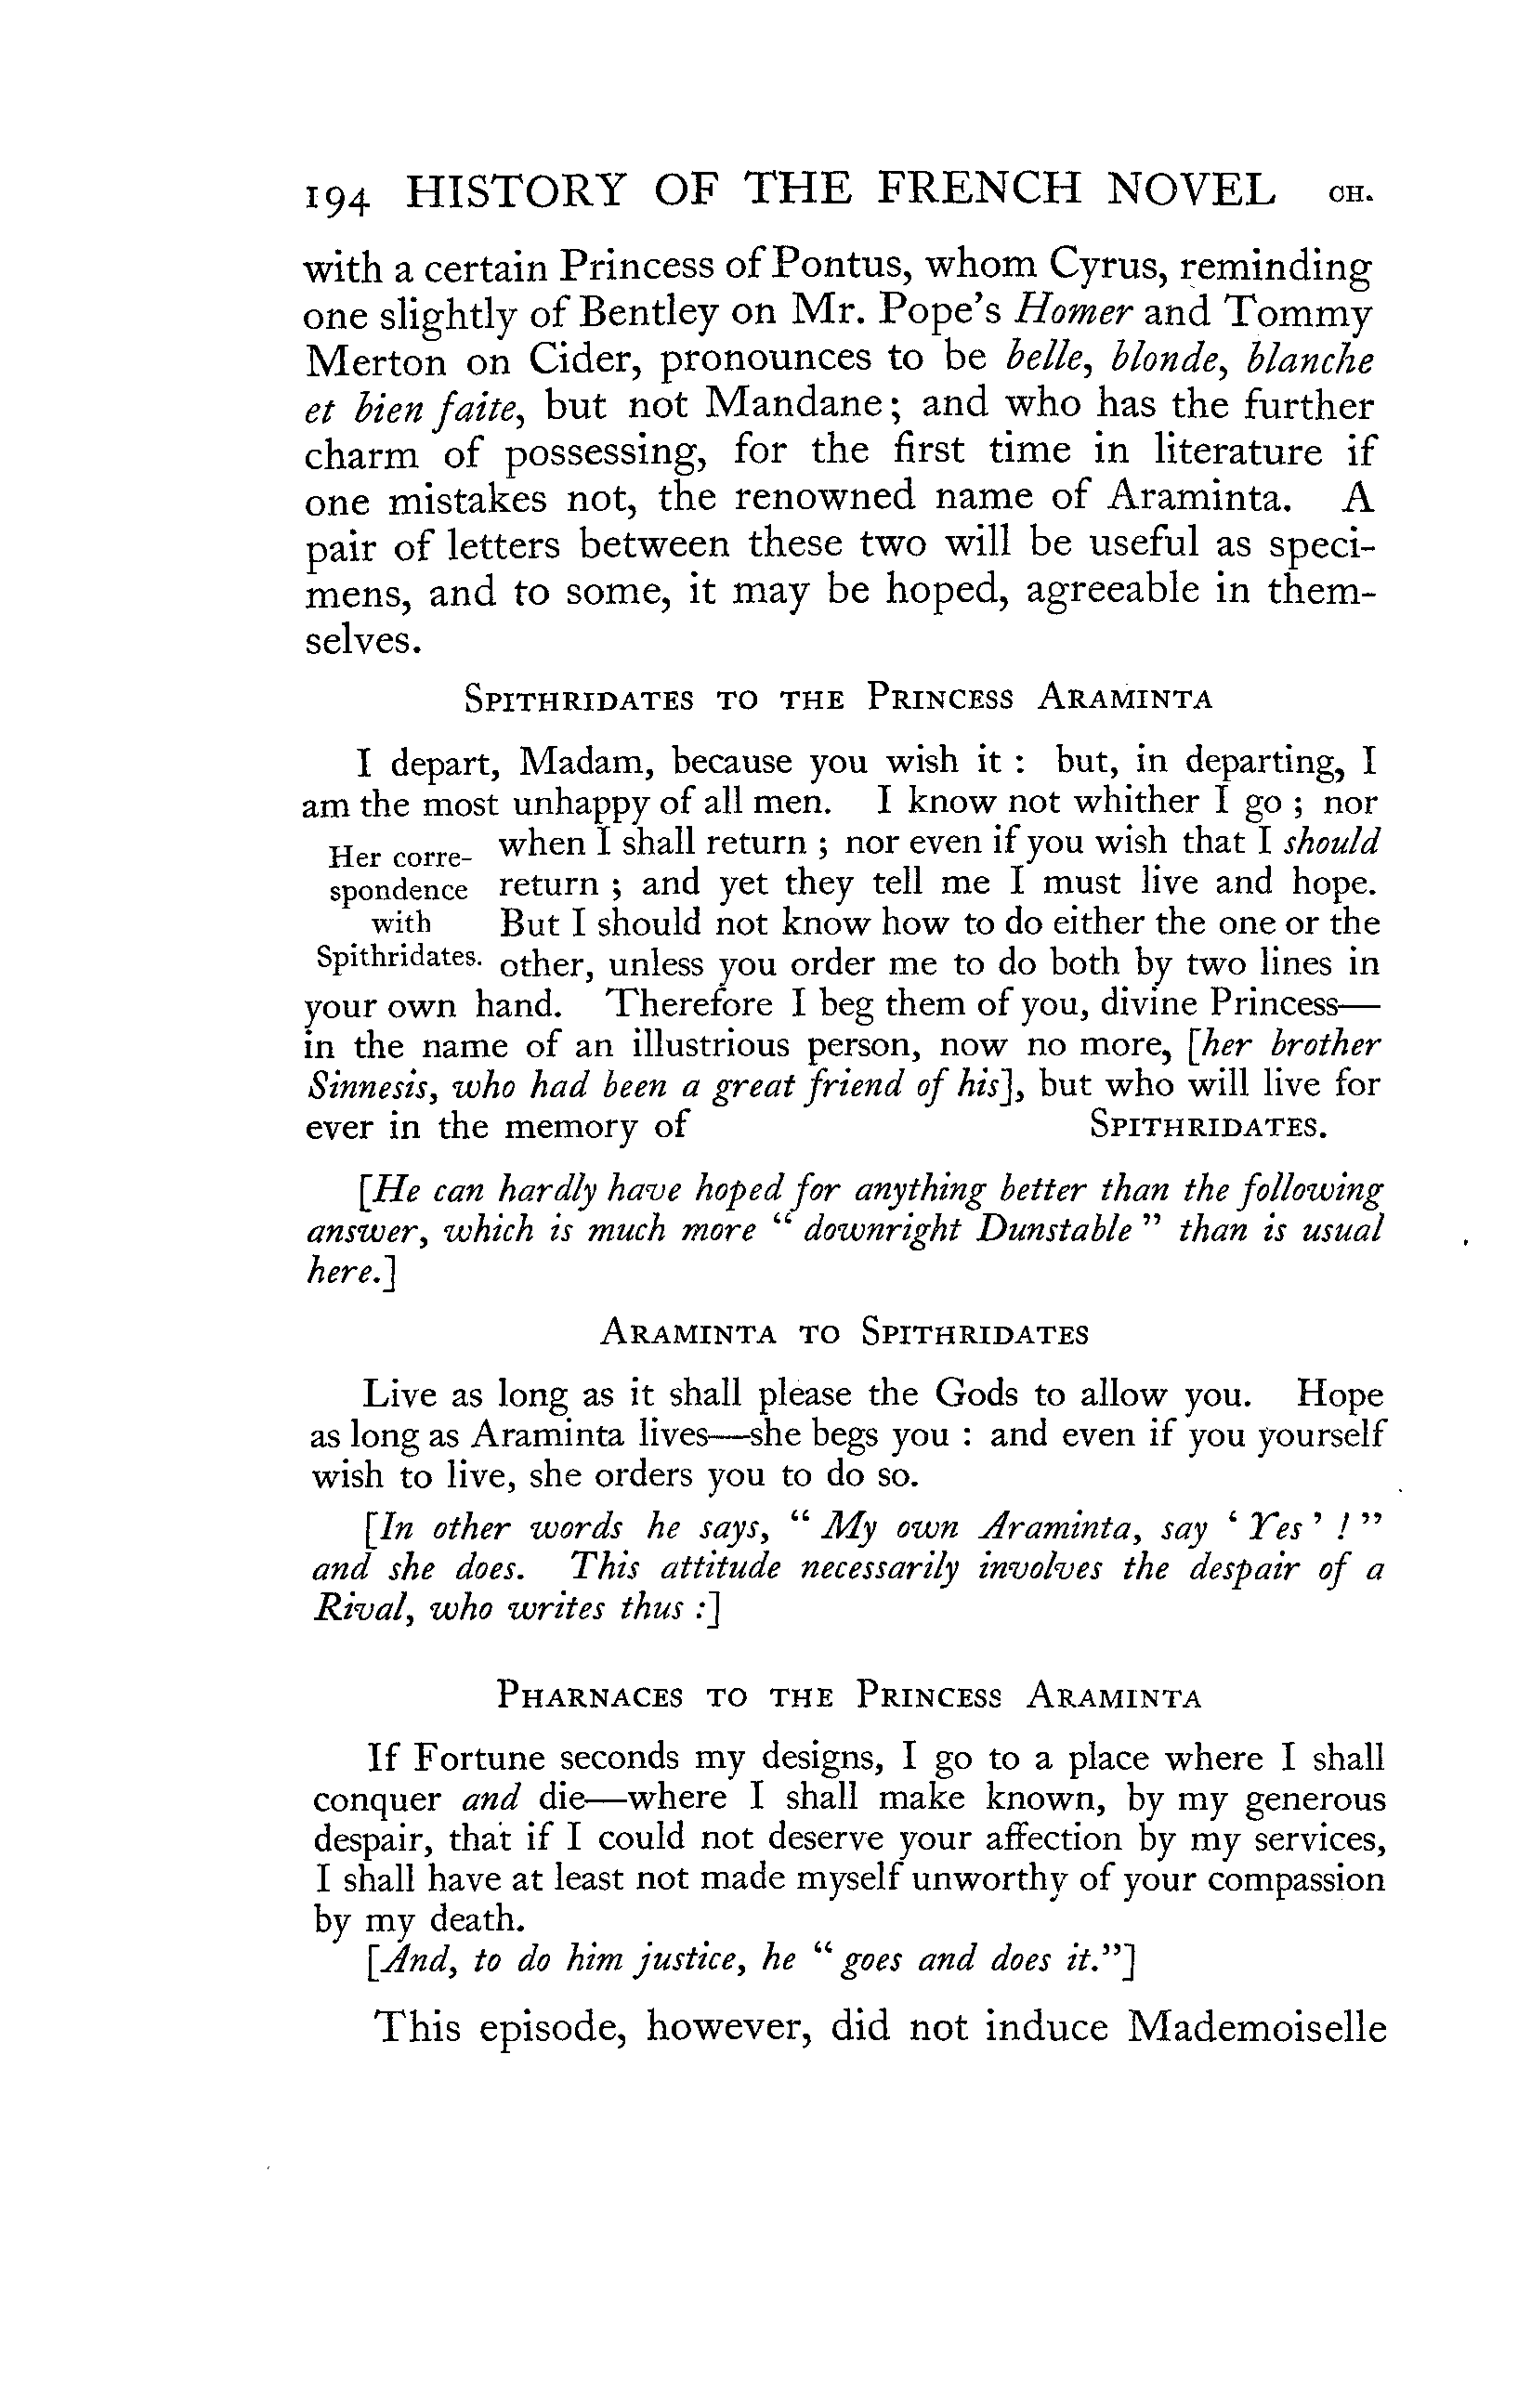 194 HISTORY OF THE FRENCH NOVEL CH.
with a certain Princess of Pontus, whom Cyrus, reminding
one slightly of Bentley on Mr. Pope's Homer and Tommy
Merton on Cider, pronounces to be belle, blonde, blanche
et bien faite, but not Mandane; and who has the further
charm of possessing, for the first time in literature if
one mistakes not, the renowned name of Araminta. A
pair of letters between these two will be useful as speci-
mens, and to some, it may be hoped, agreeable in them-
selves.
SPITHRIDATES TO THE PRINCESS ARAMINTA
I depart, Madam, because you wish it : but, in departing, I
am the most unhappy of all men. I know not whither I go ; nor
when I shall return ; nor even if you wish that I should
return ; and yet they tell me I must live and hope.
But I should not know how to do either the one or the
other, unless you order me to do both by two lines in
Her corre-
spondence
with
Spithridates.
your own hand. Therefore I beg them of you, divine Princess—
in the name of an illustrious person, now no more, [her brother
Sinnesis, who had been a great friend of his], but who will live for
ever in the memory of SPITHRIDATES.
[He can hardly have hoped for anything better than the following
answer, which is much more “ downright Dunstable ” than is usual
here.]
ARAMINTA TO SPITHRIDATES
Live as long as it shall please the Gods to allow you. Hope
as long as Araminta lives—she begs you : and even if you yourself
wish to live, she orders you to do so.
[In other words he says, “ My own Araminta, say ‘ Yes ’ ! ”
and she does. This attitude necessarily involves the despair of a
Rival, who writes thus :]
PHARNACES TO THE PRINCESS ARAMINTA
If Fortune seconds my designs, I go to a place where I shall
conquer and die—where I shall make known, by my generous
despair, that if I could not deserve your affection by my services,
I shall have at least not made myself unworthy of your compassion
by my death.
[And, to do him justice, he “ goes and does it.”]
This episode, however, did not induce Mademoiselle